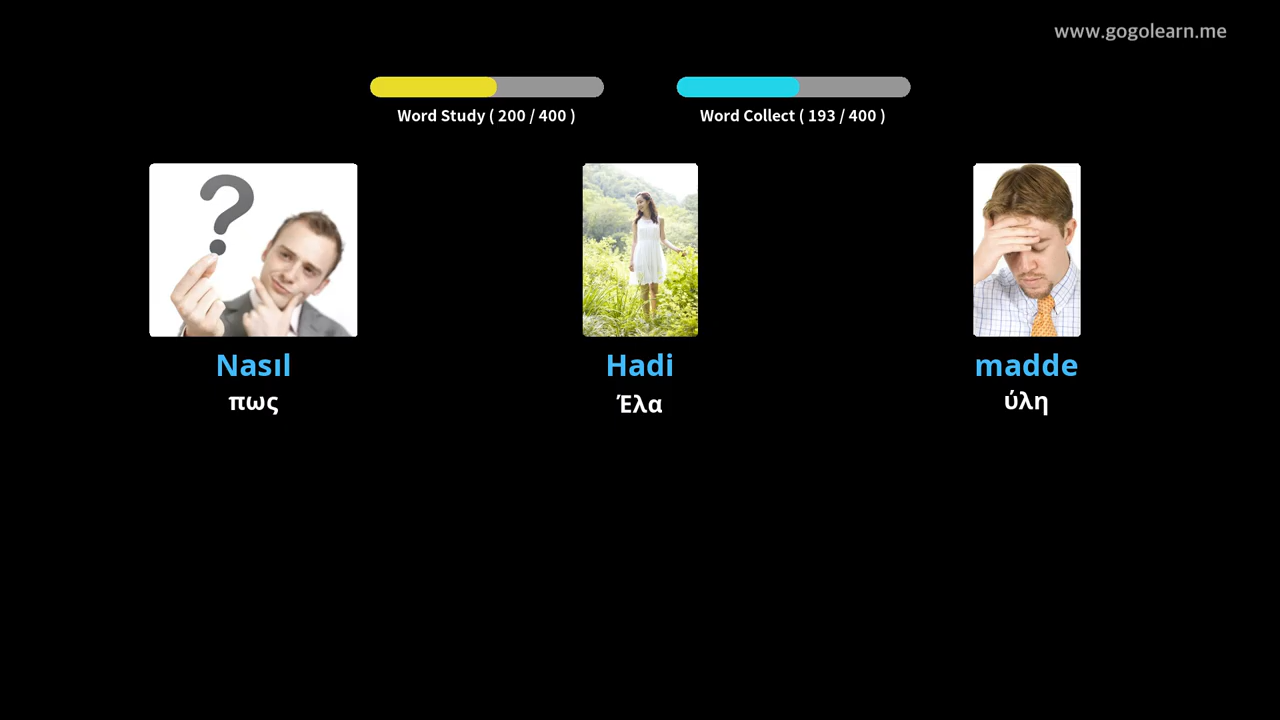 www.gogolearn.me
Word Study ( 200 / 400 )
Word Collect ( 193 / 400 )
?
Nasıl
Hadi
madde
πως
Έλα
ύλη